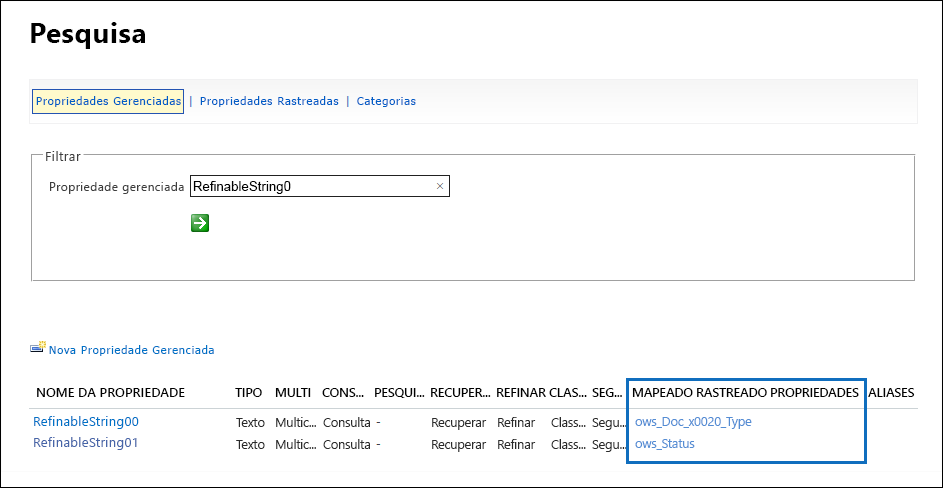 Pesquisa
Propriedades Gerenciadas | Propriedades Rastreadas | Categorias
Filtrar
Propriedade gerenciada RefinableString0 ×
Nova Propriedade Gerenciada
NOME DA PROPRIEDADE TIPO MULTI CONS... PESQUI... RECUPER... REFINAR CLAS... SEG... MAPEADO RASTREADO PROPRIEDADES ALIASES
RefinableString00 Texto Multic... Consulta - Recuperar Refinar Class... Segu... ows_Doc_x0020_Type
RefinableString01 Texto Multic... Consulta - Recuperar Refinar Class... Segu... ows_Status